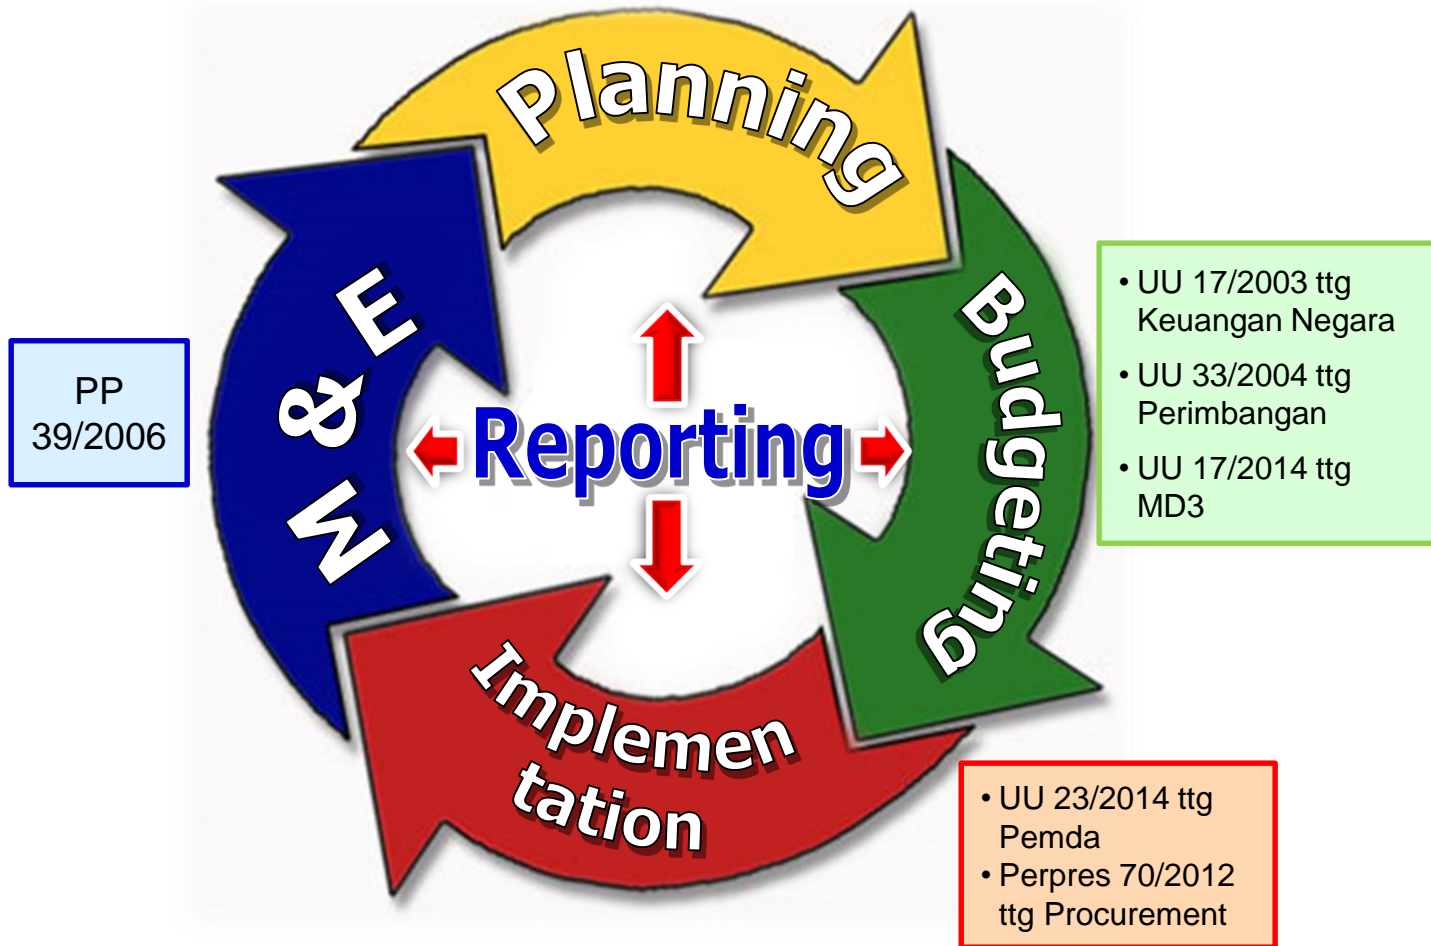 Planning
Budgeting
Implemen
tation
M & E
Reporting
PP
39/2006
• UU 17/2003 ttg
Keuangan Negara
• UU 33/2004 ttg
Perimbangan
• UU 17/2014 ttg
MD3
• UU 23/2014 ttg
Pemda
• Perpres 70/2012
ttg Procurement